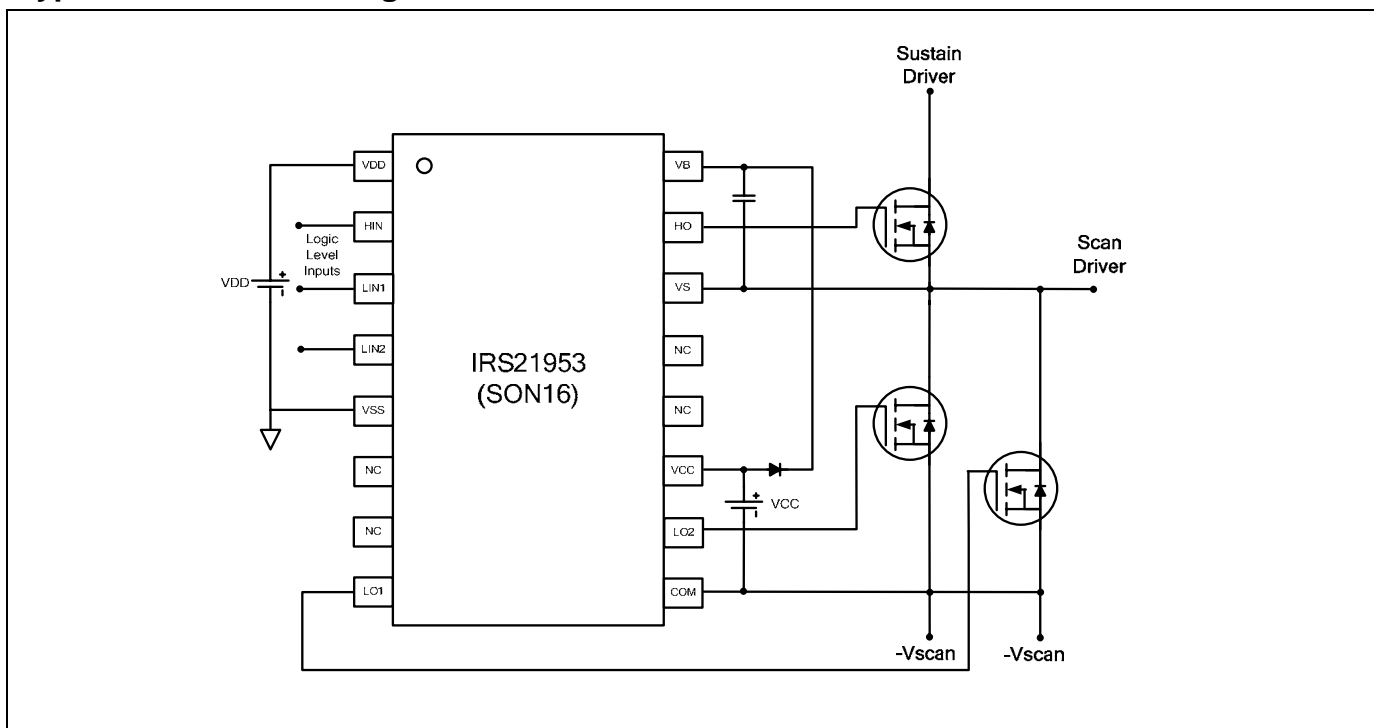 Sustain
Driver
VDD
VB
HIN
HO
Logic
Level
Inputs
Scan
Driver
VDD
+
LIN1
VS
LIN2
NC
IRS21953
(SON16)
VSS
NC
NC
VCC
+
VCC
NC
LO2
LO1
COM
-Vscan
-Vscan